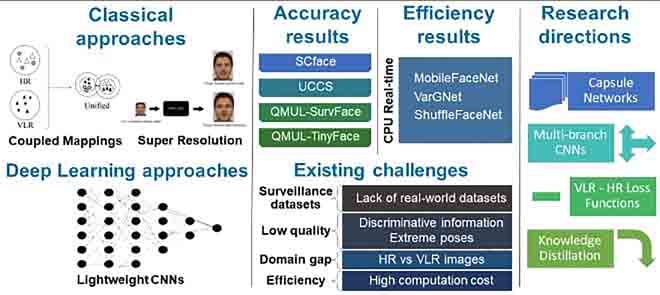 Classical
approaches
HR
VLR
Unified
Coupled Mappings
Super Resolution
Deep Learning approaches
Lightweight CNNs
Accuracy
results
SCface
UCCS
QMUL-SurvFace
QMUL-TinyFace
Efficiency
results
CPU Real-time
MobileFaceNet
VarGNet
ShuffleFaceNet
Existing challenges
Surveillance
datasets
Lack of real-world datasets
Low quality
Discriminative information
Extreme poses
Domain gap
HR vs VLR images
Efficiency
High computation cost
Research
directions
Capsule
Networks
Multi-branch
CNNs
VLR - HR Loss
Functions
Knowledge
Distillation